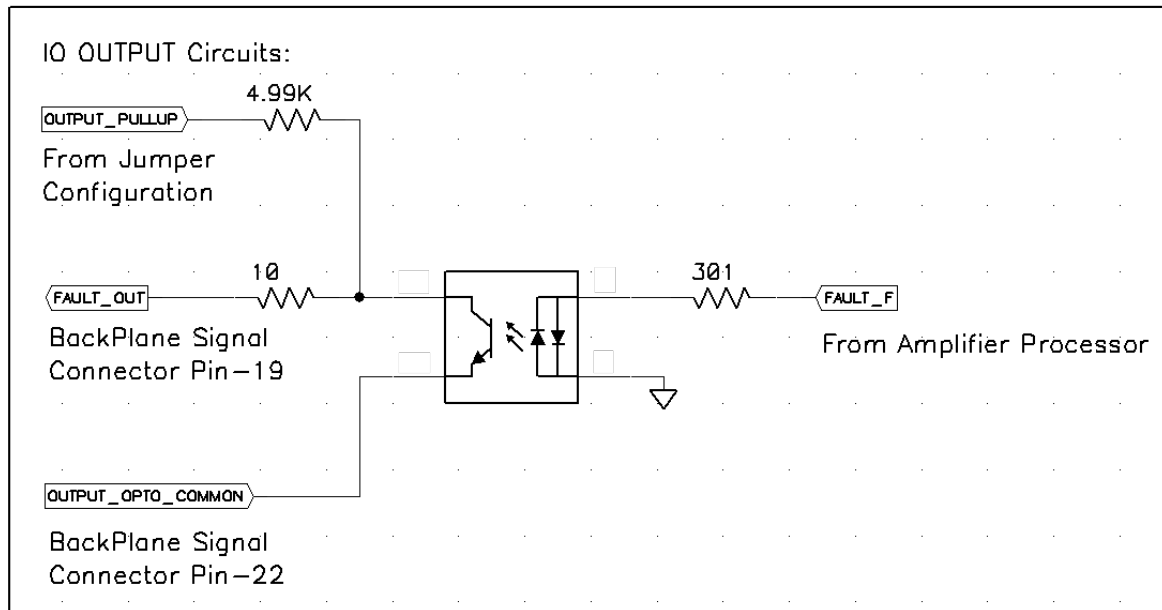 IO OUTPUT Circuits:
4.99K
OUTPUT_PULLUP
From Jumper
Configuration
10
301
FAULT_OUT
FAULT_F
BackPlane Signal
Connector Pin-19
From Amplifier Processor
OUTPUT_OPTO_COMMON
BackPlane Signal
Connector Pin-22